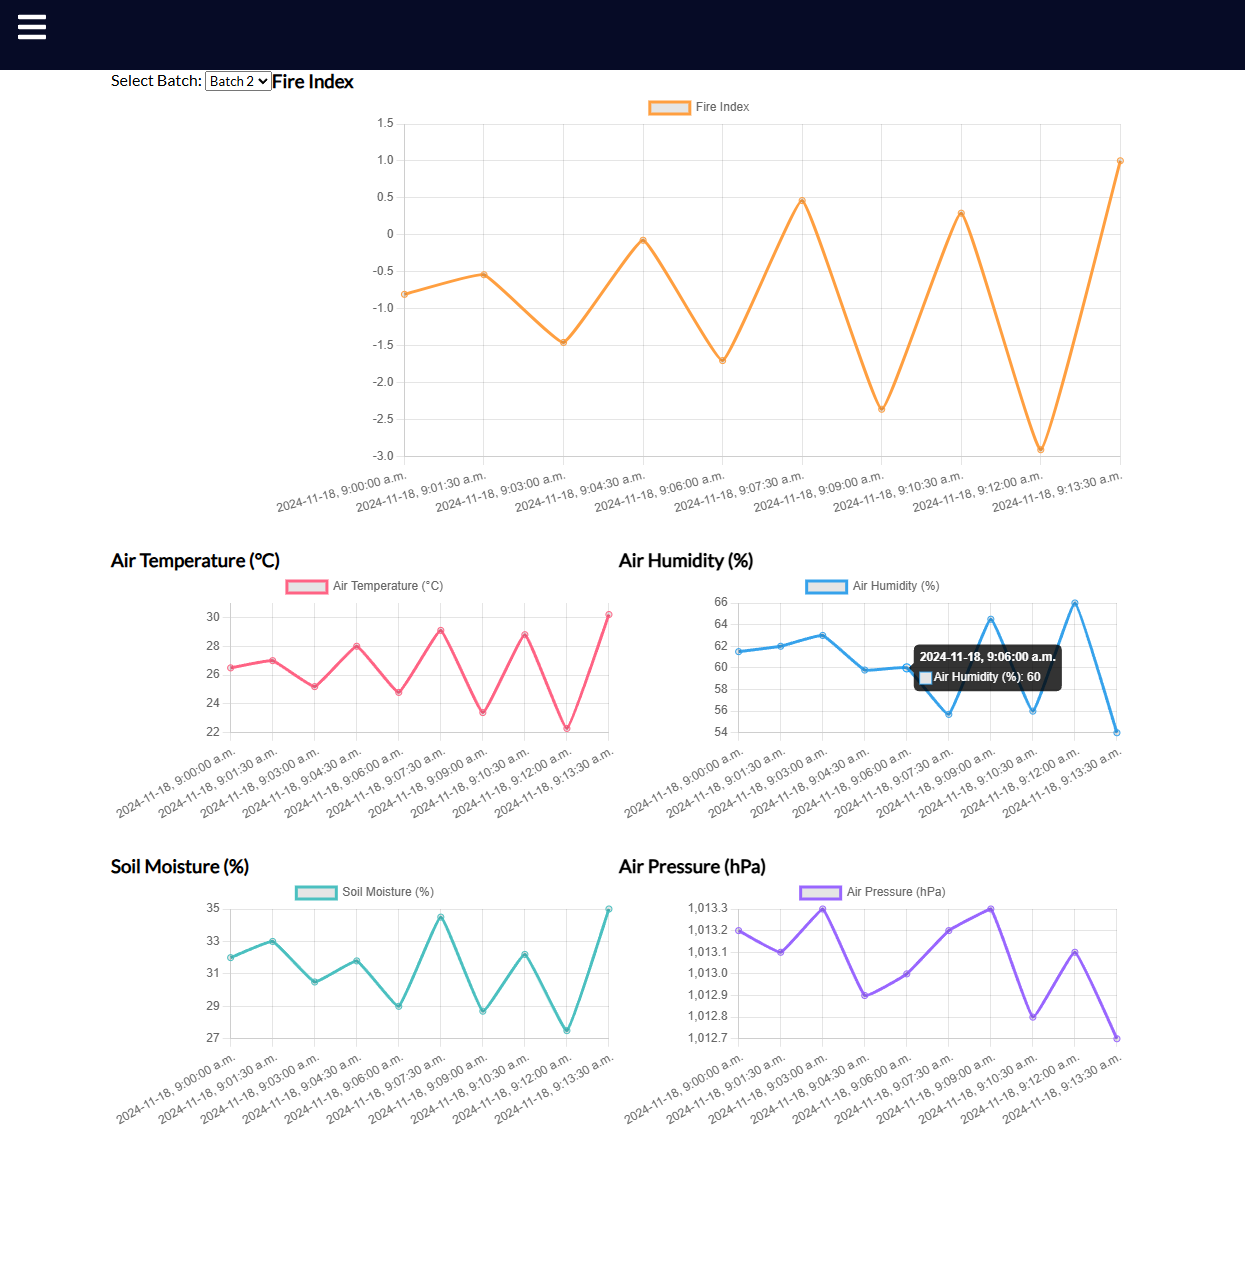 Select Batch: Batch 2 Fire Index
Fire Index
1.5
1.0
0.5
0
-0.5
-1.0
-1.5
-2.0
-2.5
-3.0
2024-11-18, 9:00:00 a.m.
2024-11-18, 9:01:30 a.m.
2024-11-18, 9:03:00 a.m.
2024-11-18, 9:04:30 a.m.
2024-11-18, 9:06:00 a.m.
2024-11-18, 9:07:30 a.m.
2024-11-18, 9:09:00 a.m.
2024-11-18, 9:10:30 a.m.
2024-11-18, 9:12:00 a.m.
2024-11-18, 9:13:30 a.m.
Air Temperature (°C)
Air Temperature (°C)
30
28
26
24
22
2024-11-18, 9:00:00 a.m.
2024-11-18, 9:01:30 a.m.
2024-11-18, 9:03:00 a.m.
2024-11-18, 9:04:30 a.m.
2024-11-18, 9:06:00 a.m.
2024-11-18, 9:07:30 a.m.
2024-11-18, 9:09:00 a.m.
2024-11-18, 9:10:30 a.m.
2024-11-18, 9:12:00 a.m.
2024-11-18, 9:13:30 a.m.
Air Humidity (%)
Air Humidity (%)
66
64
62
60
58
56
54
2024-11-18, 9:06:00 a.m.
Air Humidity (%): 60
2024-11-18, 9:00:00 a.m.
2024-11-18, 9:01:30 a.m.
2024-11-18, 9:03:00 a.m.
2024-11-18, 9:04:30 a.m.
2024-11-18, 9:06:00 a.m.
2024-11-18, 9:07:30 a.m.
2024-11-18, 9:09:00 a.m.
2024-11-18, 9:10:30 a.m.
2024-11-18, 9:12:00 a.m.
2024-11-18, 9:13:30 a.m.
Soil Moisture (%)
Soil Moisture (%)
35
33
31
29
27
2024-11-18, 9:00:00 a.m.
2024-11-18, 9:01:30 a.m.
2024-11-18, 9:03:00 a.m.
2024-11-18, 9:04:30 a.m.
2024-11-18, 9:06:00 a.m.
2024-11-18, 9:07:30 a.m.
2024-11-18, 9:09:00 a.m.
2024-11-18, 9:10:30 a.m.
2024-11-18, 9:12:00 a.m.
2024-11-18, 9:13:30 a.m.
Air Pressure (hPa)
Air Pressure (hPa)
1,013.3
1,013.2
1,013.1
1,013.0
1,012.9
1,012.8
1,012.7
2024-11-18, 9:00:00 a.m.
2024-11-18, 9:01:30 a.m.
2024-11-18, 9:03:00 a.m.
2024-11-18, 9:04:30 a.m.
2024-11-18, 9:06:00 a.m.
2024-11-18, 9:07:30 a.m.
2024-11-18, 9:09:00 a.m.
2024-11-18, 9:10:30 a.m.
2024-11-18, 9:12:00 a.m.
2024-11-18, 9:13:30 a.m.